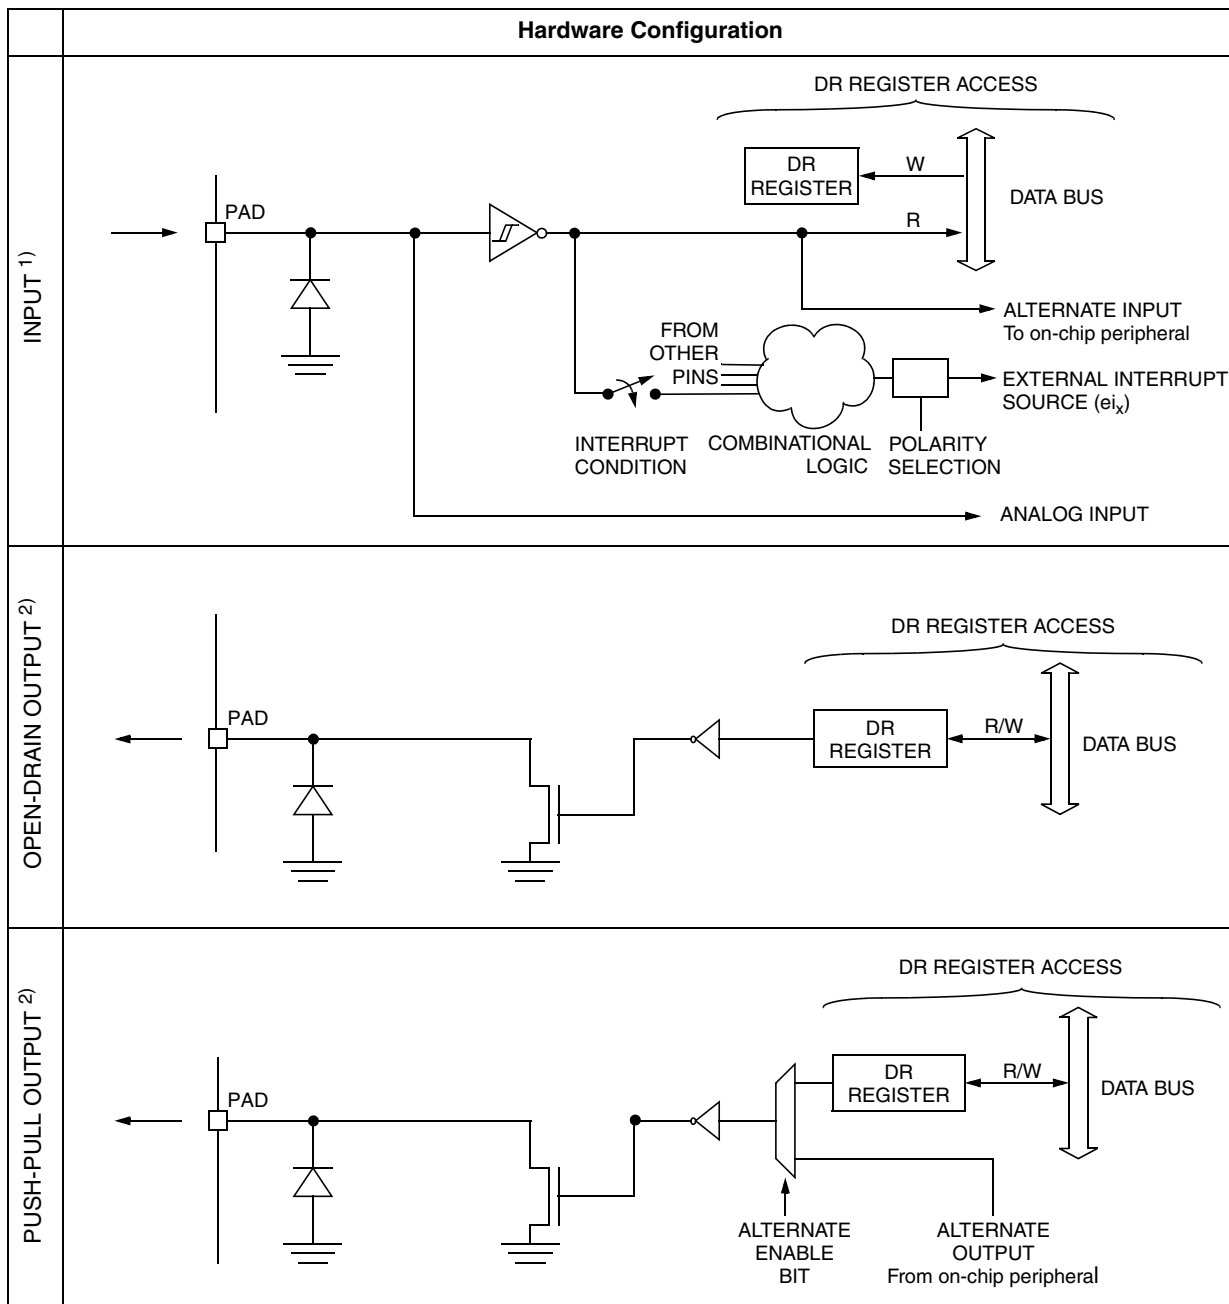 Hardware Configuration
INPUT 1)
DR REGISTER ACCESS
DR
REGISTER
W
DATA BUS
PAD
R
ALTERNATE INPUT
To on-chip peripheral
FROM
OTHER
PINS
EXTERNAL INTERRUPT
SOURCE (eix)
INTERRUPT
CONDITION
COMBINATIONAL
LOGIC
POLARITY
SELECTION
ANALOG INPUT
OPEN-DRAIN OUTPUT 2)
DR REGISTER ACCESS
PAD
DR
REGISTER
R/W
DATA BUS
PUSH-PULL OUTPUT 2)
DR REGISTER ACCESS
PAD
DR
REGISTER
R/W
DATA BUS
ALTERNATE
ENABLE
BIT
ALTERNATE
OUTPUT
From on-chip peripheral